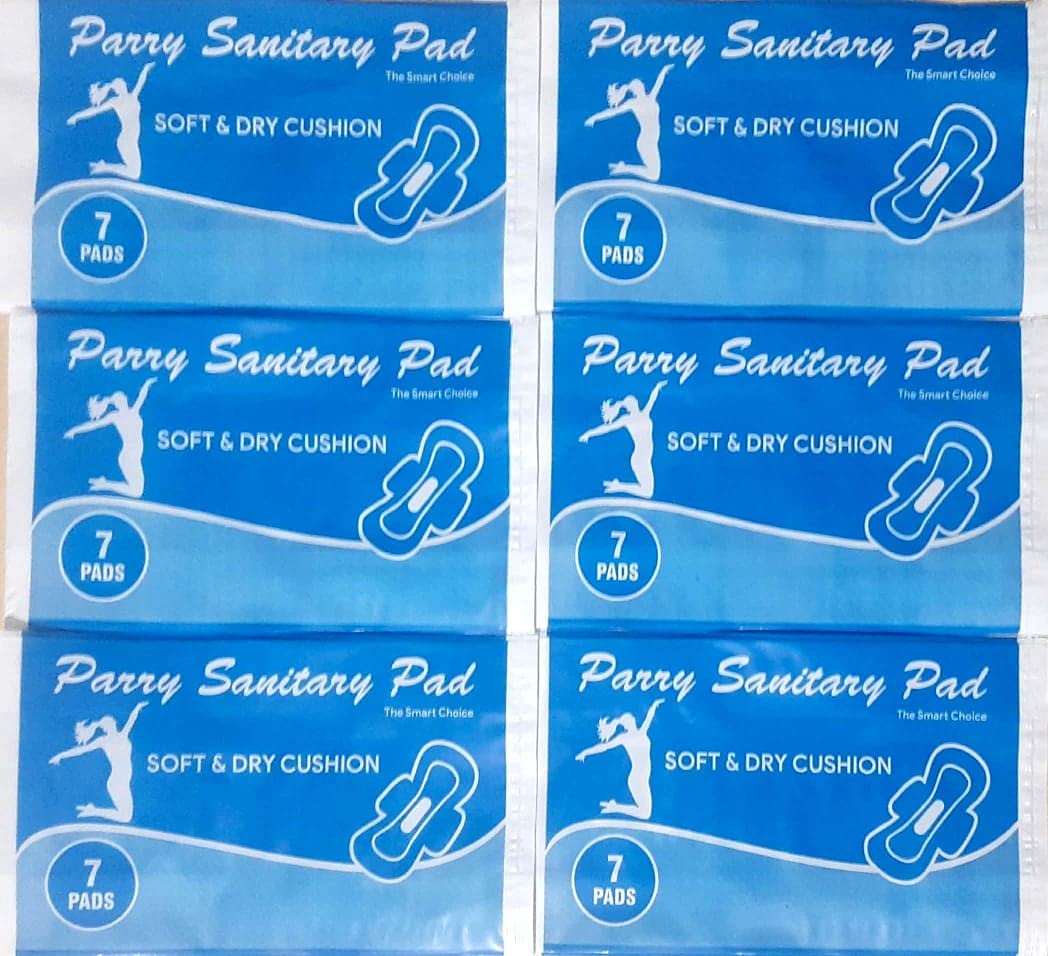 Parry Sanitary Pad
The Smart Choice
SOFT & DRY CUSHION
7
PADS
Parry Sanitary Pad
The Smart Choice
SOFT & DRY CUSHION
7
PADS
Parry Sanitary Pad
The Smart Choice
SOFT & DRY CUSHION
7
PADS
Parry Sanitary Pad
The Smart Choice
SOFT & DRY CUSHION
7
PADS
Parry Sanitary Pad
The Smart Choice
SOFT & DRY CUSHION
7
PADS
Parry Sanitary Pad
The Smart Choice
SOFT & DRY CUSHION
7
PADS